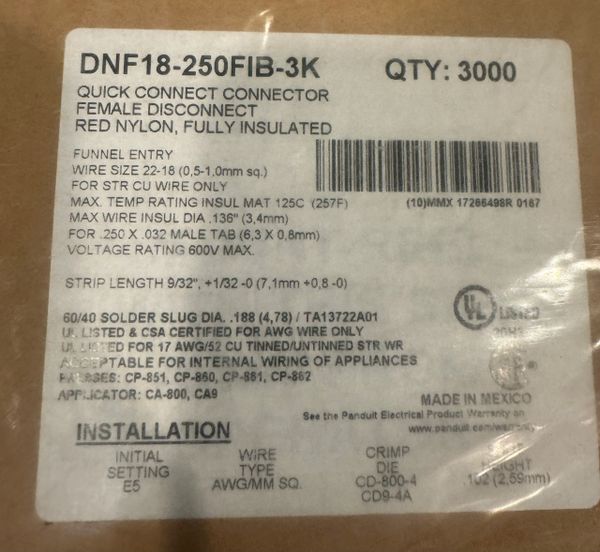 DNF18-250FIB-3K QTY: 3000
QUICK CONNECT CONNECTOR
FEMALE DISCONNECT
RED NYLON, FULLY INSULATED
FUNNEL ENTRY
WIRE SIZE 22-18 (0,5-1,0mm sq.)
FOR STR CU WIRE ONLY
MAX. TEMP RATING INSUL MAT 125C (257F)
(10)MMX 17266498R 0167
MAX WIRE INSUL DIA .136" (3,4mm)
FOR .250 X .032 MALE TAB (6,3 X 0,8mm)
VOLTAGE RATING 600V MAX.
STRIP LENGTH 9/32", +1/32 -0 (7,1mm +0,8 -0)
60/40 SOLDER SLUG DIA. .188 (4,78) / TA13722A01
UL LISTED
UL LISTED & CSA CERTIFIED FOR AWG WIRE ONLY
UL LISTED FOR 17 AWG/52 CU TINNED/UNTINNED STR WR
ACCEPTABLE FOR INTERNAL WIRING OF APPLIANCES
CP-851, CP-860, CP-861, CP-862
APPLICATOR: CA-800, CA9
MADE IN MEXICO
See the Panduit Electrical Product Warranty on
www.panduit.com/warranty
INSTALLATION
INITIAL WIRE CRIMP
SETTING TYPE DIE HEIGHT
E5 AWG/MM SQ. CD-800-4 .102 (2,59mm)
CD9-4A